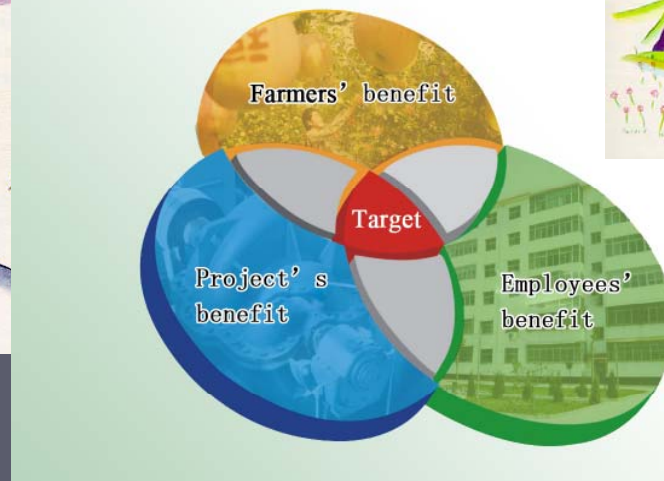 Farmers’ benefit
Target
Project’s
benefit
Employees’
benefit